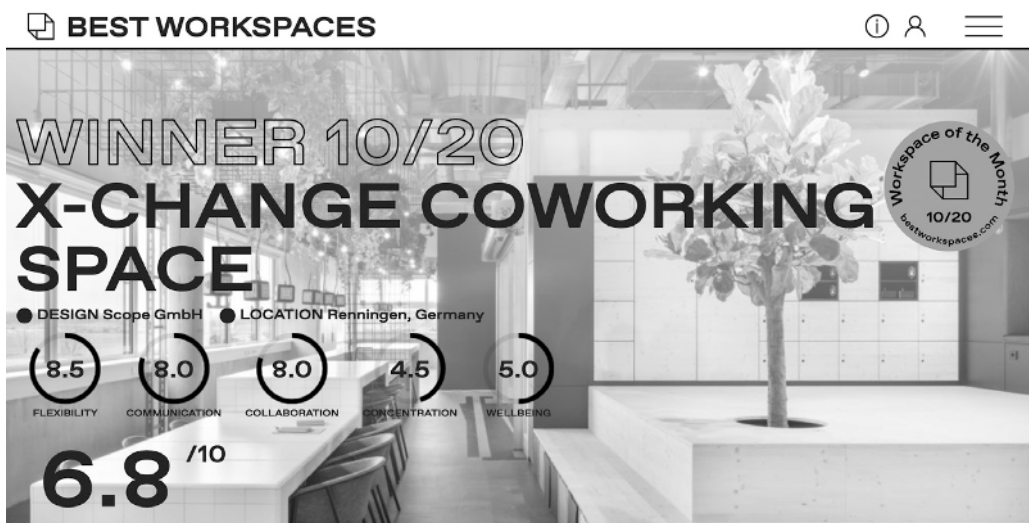 BEST WORKSPACES
WINNER 10/20
X-CHANGE COWORKING
SPACE
Workspace of the Month
10/20
bestworkspaces.com
DESIGN Scope GmbH LOCATION Renningen, Germany
8.5 8.0 8.0 4.5 5.0
FLEXIBILITY COMMUNICATION COLLABORATION CONCENTRATION WELLBEING
6.8 /10